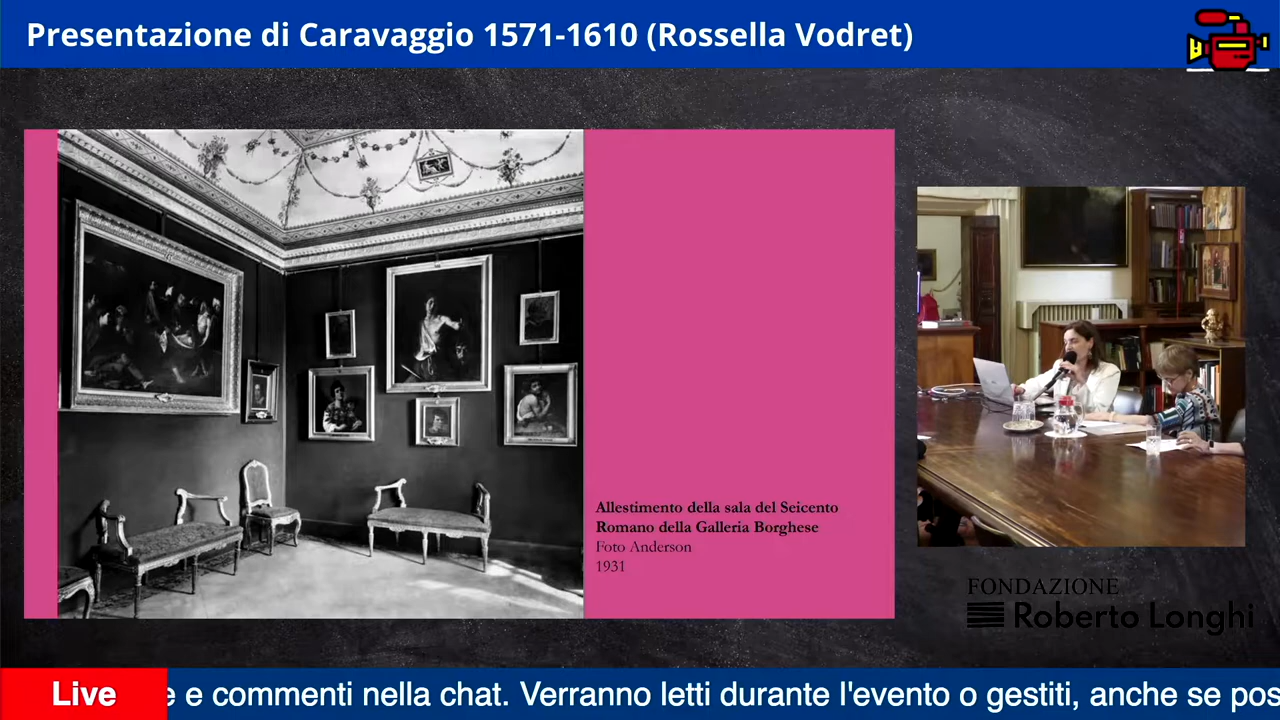 Presentazione di Caravaggio 1571-1610 (Rossella Vodret)
Allestimento della sala del Seicento
Romano della Galleria Borghese
Foto Anderson
1931
FONDAZIONE
Roberto Longhi
Live
e e commenti nella chat. Verranno letti durante l'evento o gestiti, anche se pos